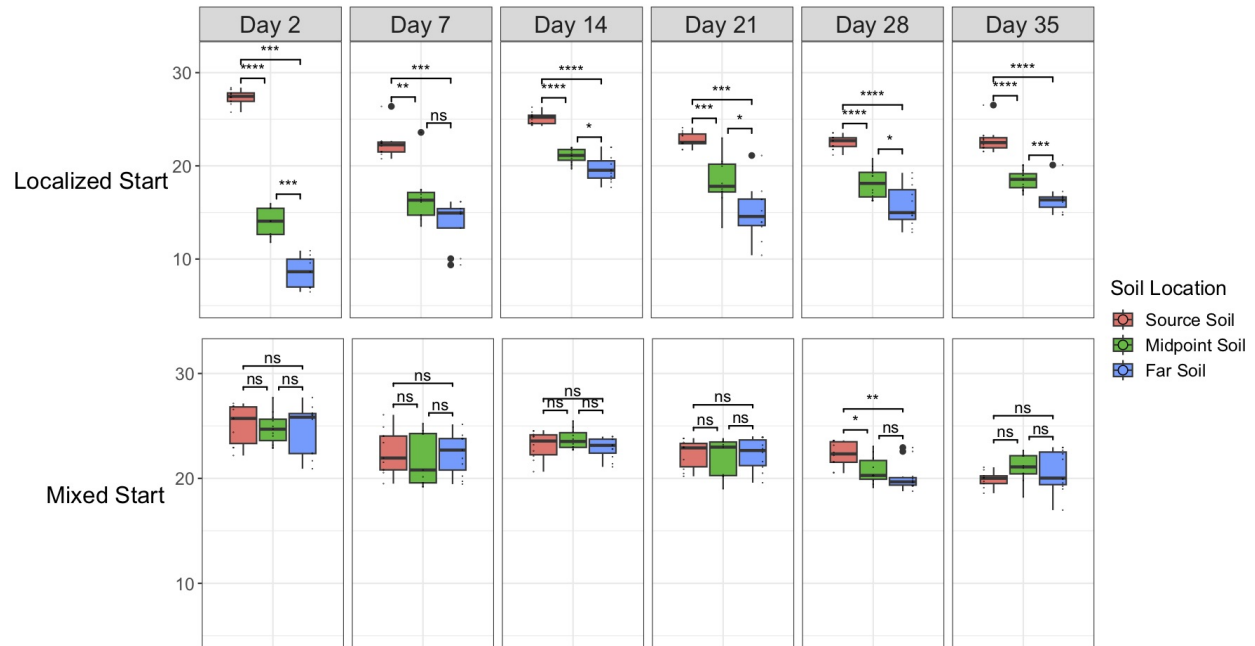 Day 2 Day 7 Day 14 Day 21 Day 28 Day 35
Localized Start
30
20
10
*** **** ***
*** ** ns
**** **** *
*** *** *
**** **** *
**** **** ***
Mixed Start
30
20
10
ns ns ns
ns ns ns
ns ns ns
ns ns ns
** * ns
ns ns ns
Soil Location
Source Soil
Midpoint Soil
Far Soil